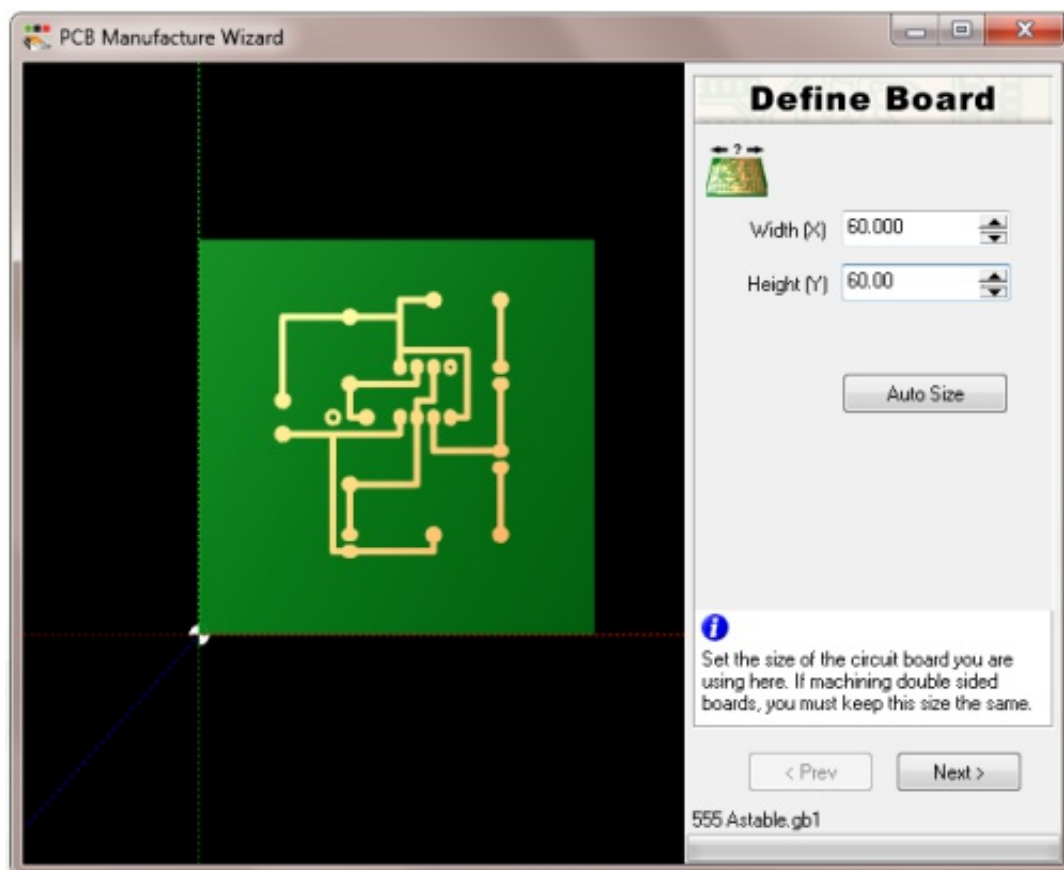 PCB Manufacture Wizard
Define Board
?
Width (X) 60.000
Height (Y) 60.00
Auto Size
Set the size of the circuit board you are
using here. If machining double sided
boards, you must keep this size the same.
< Prev Next >
555 Astable.gb1